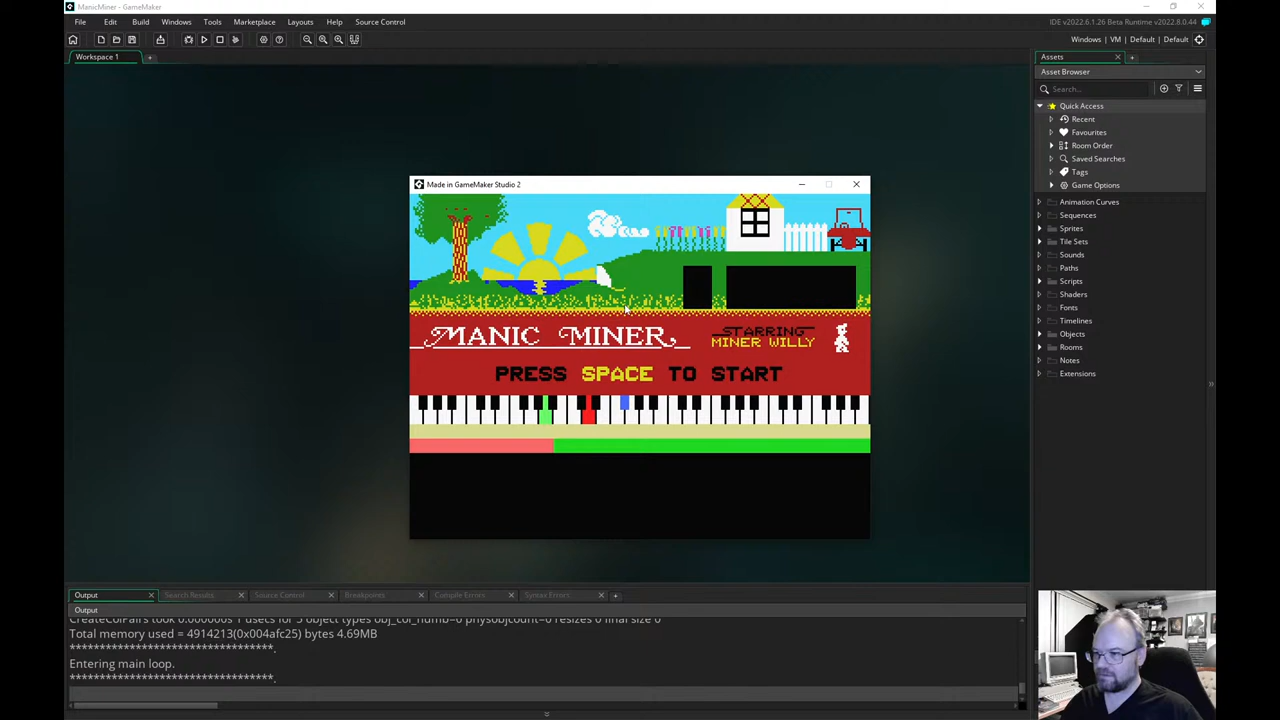 ManicMiner - GameMaker
File Edit Build Windows Tools Marketplace Layouts Help Source Control
IDE v2022.6.1.26 Beta Runtime v2022.8.0.44
Windows | VM | Default | Default
Workspace 1
Assets
Asset Browser
Search...
Quick Access
Recent
Favourites
Room Order
Saved Searches
Tags
Game Options
Animation Curves
Sequences
Sprites
Tile Sets
Sounds
Paths
Scripts
Shaders
Fonts
Timelines
Objects
Rooms
Notes
Extensions
Made in GameMaker Studio 2
MANIC MINER
STARRING
MINER WILLY
PRESS SPACE TO START
Output Search Results Source Control Breakpoints Compile Errors Syntax Errors
Output
Total memory used = 4914213(0x004afc25) bytes 4.69MB
**********************************.
Entering main loop.
**********************************.